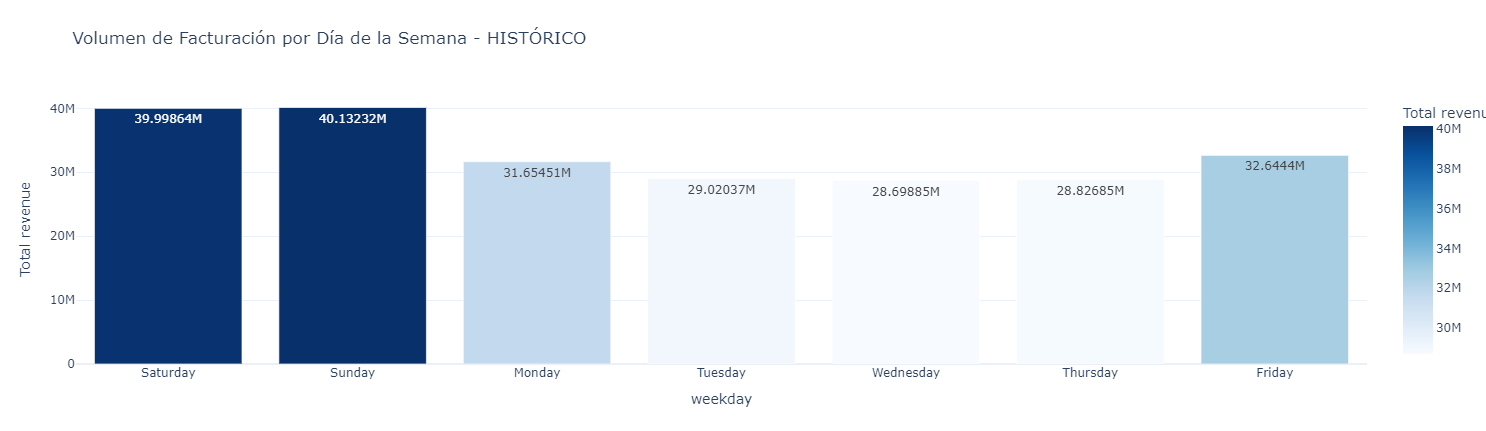 Volumen de Facturación por Día de la Semana - HISTÓRICO
Total revenue
40M
30M
20M
10M
0
39.99864M
40.13232M
31.65451M
29.02037M
28.69885M
28.82685M
32.6444M
Saturday
Sunday
Monday
Tuesday
Wednesday
Thursday
Friday
weekday
Total revenu
40M
38M
36M
34M
32M
30M